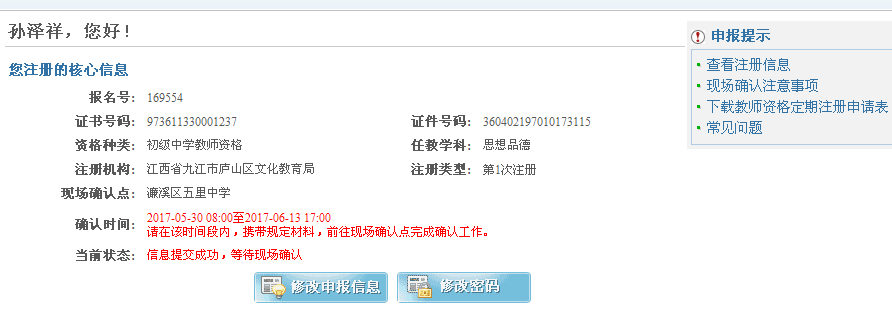 孙泽祥，您好！
您注册的核心信息
报名号： 169554
证书号码： 973611330001237 证件号码： 360402197010173115
资格种类： 初级中学教师资格 任教学科： 思想品德
注册机构： 江西省九江市庐山区文化教育局 注册类型： 第1次注册
现场确认点： 濂溪区五里中学
确认时间： 2017-05-30 08:00至2017-06-13 17:00
请在该时间段内，携带规定材料，前往现场确认点完成确认工作。
当前状态： 信息提交成功，等待现场确认
修改申报信息 修改密码
申报提示
查看注册信息
现场确认注意事项
下载教师资格定期注册申请表
常见问题